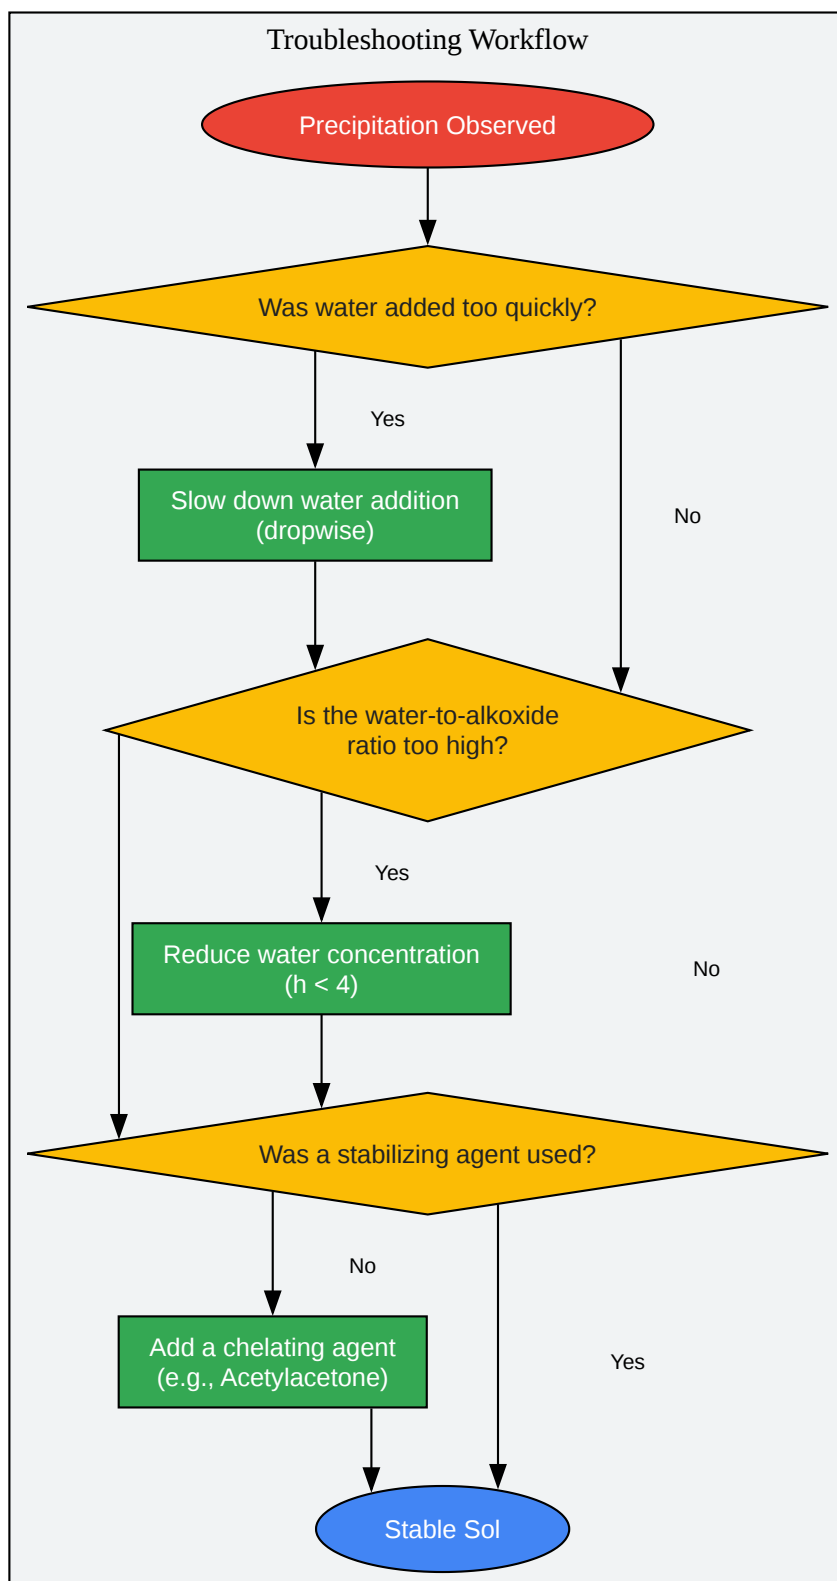 Troubleshooting Workflow
Precipitation Observed
Was water added too quickly?
Yes
Slow down water addition
(dropwise)
No
Is the water-to-alkoxide
ratio too high?
Yes
Reduce water concentration
(h < 4)
No
Was a stabilizing agent used?
No
Add a chelating agent
(e.g., Acetylacetone)
Yes
Stable Sol